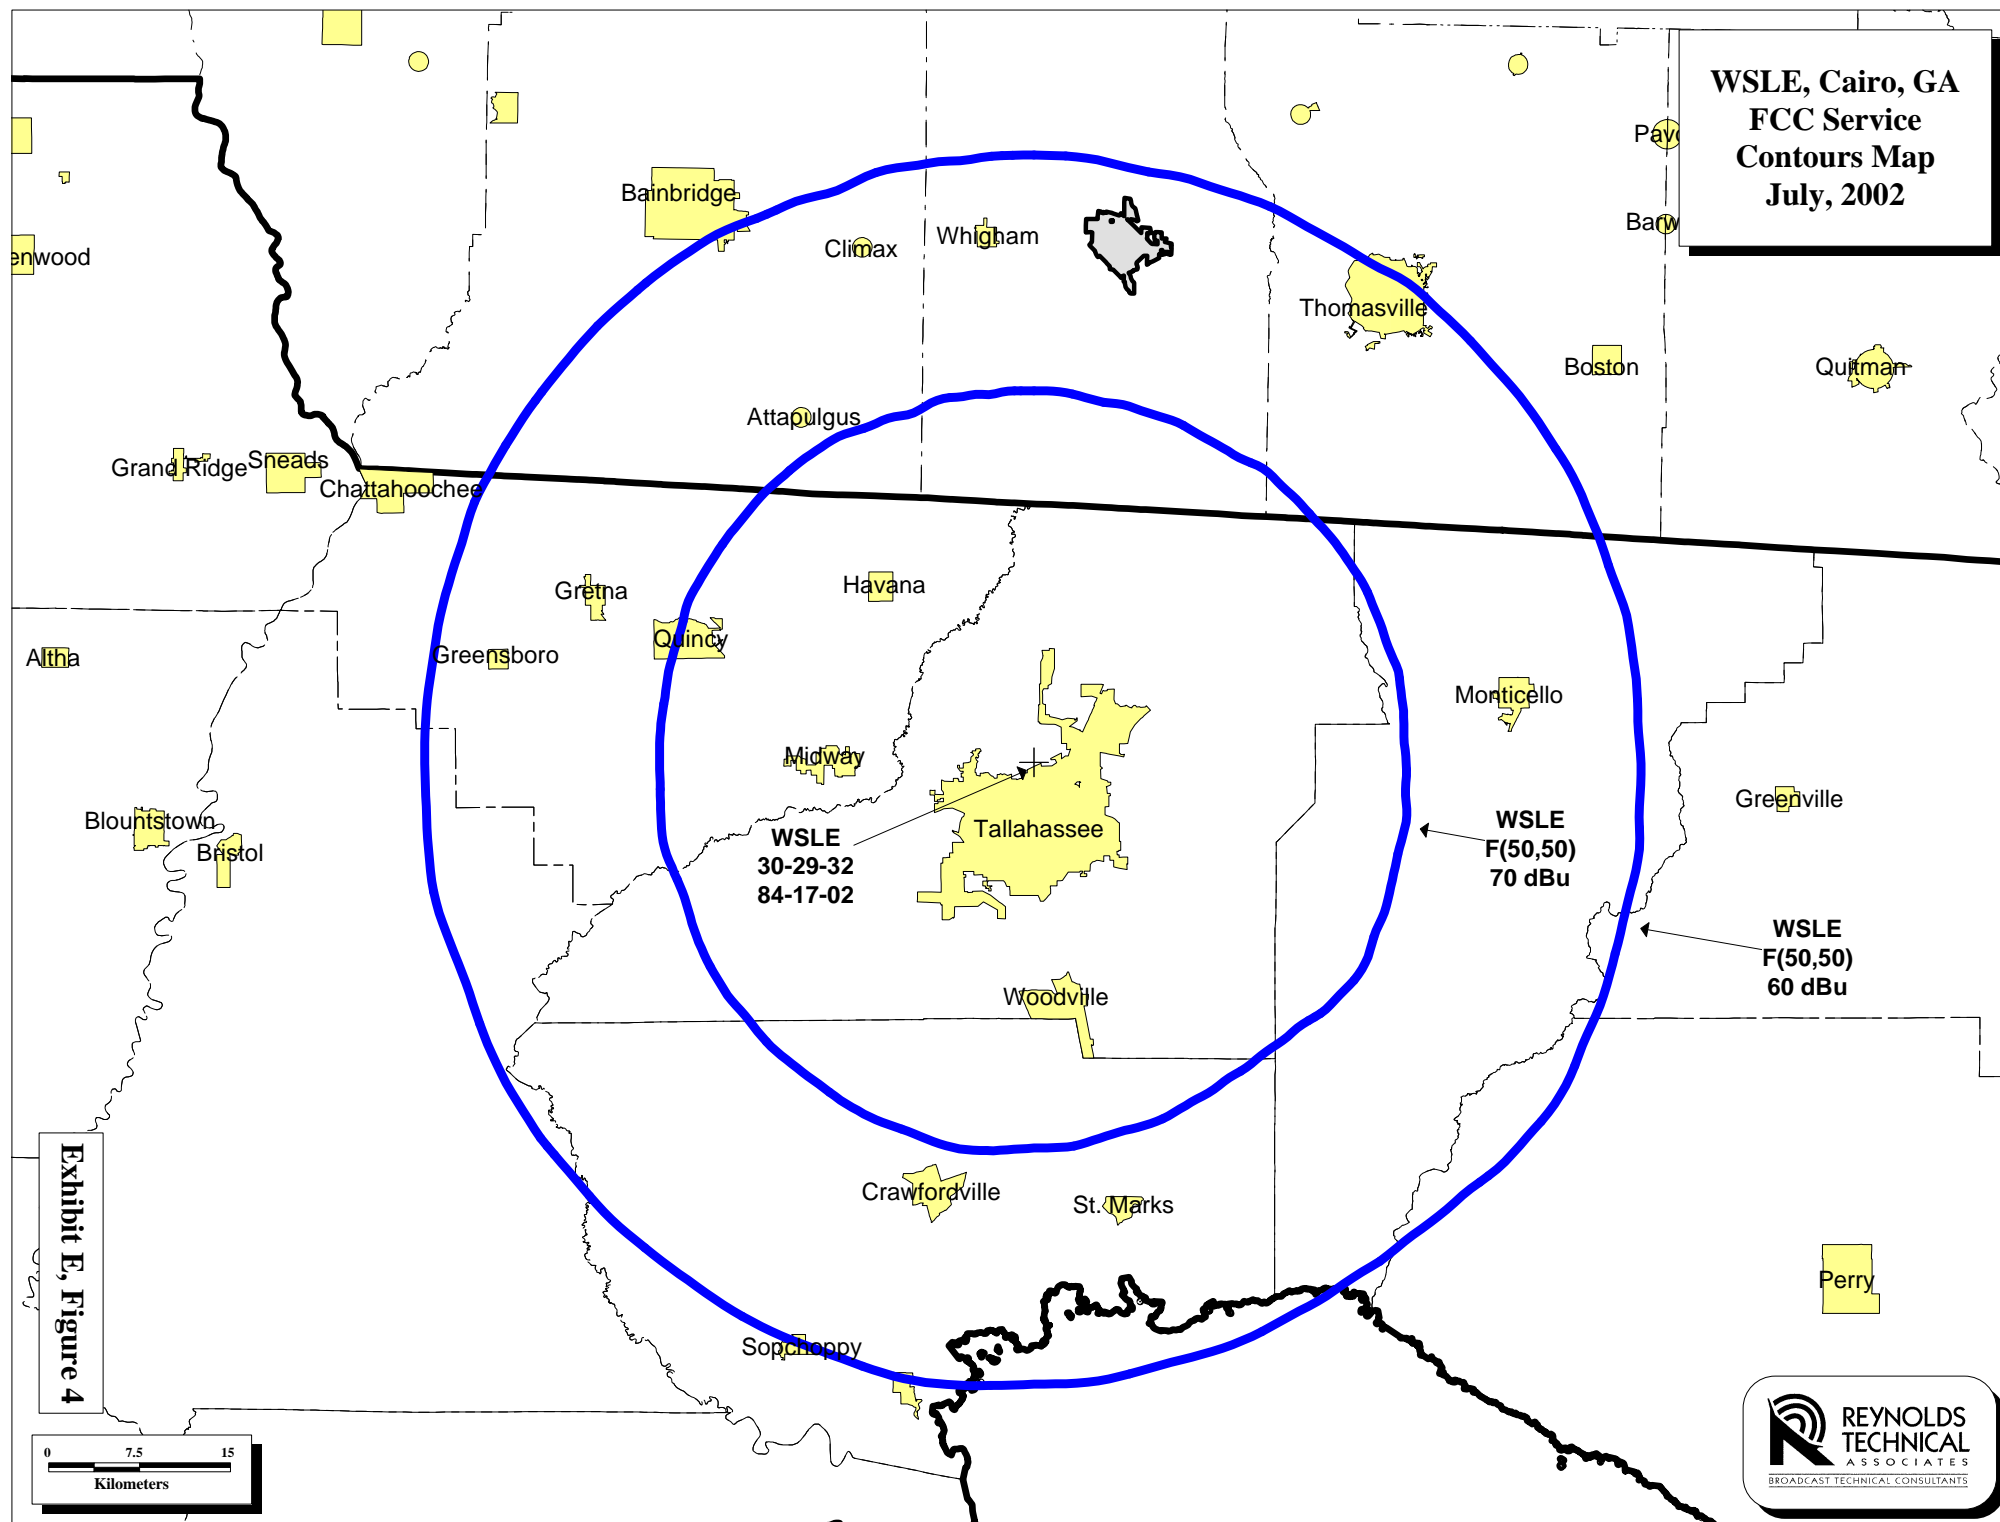 WSLE, Cairo, GA
FCC Service
Contours Map
July, 2002
Pavo
Barw
Bainbridge
Climax
Whigham
enwood
Thomasville
Boston
Quitman
Attapulgus
Grand Ridge
Sneads
Chattahoochee
Gretna
Havana
Quincy
Greensboro
Altha
Monticello
Midway
Greenville
Blountstown
Bristol
Tallahassee
WSLE
30-29-32
84-17-02
WSLE
F(50,50)
70 dBu
WSLE
F(50,50)
60 dBu
Woodville
Crawfordville
St. Marks
Perry
Sopchoppy
Exhibit E, Figure 4
0 7.5 15
Kilometers
REYNOLDS
TECHNICAL
ASSOCIATES
BROADCAST TECHNICAL CONSULTANTS